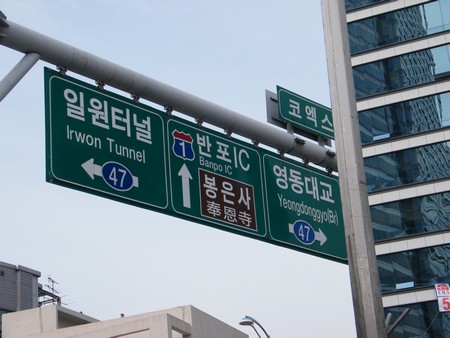 일원터널
Irwon Tunnel
47
1
반포IC
Banpo IC
봉은사
奉恩寺
영동대교
Yeongdonggyo(Br)
47
코엑스
5